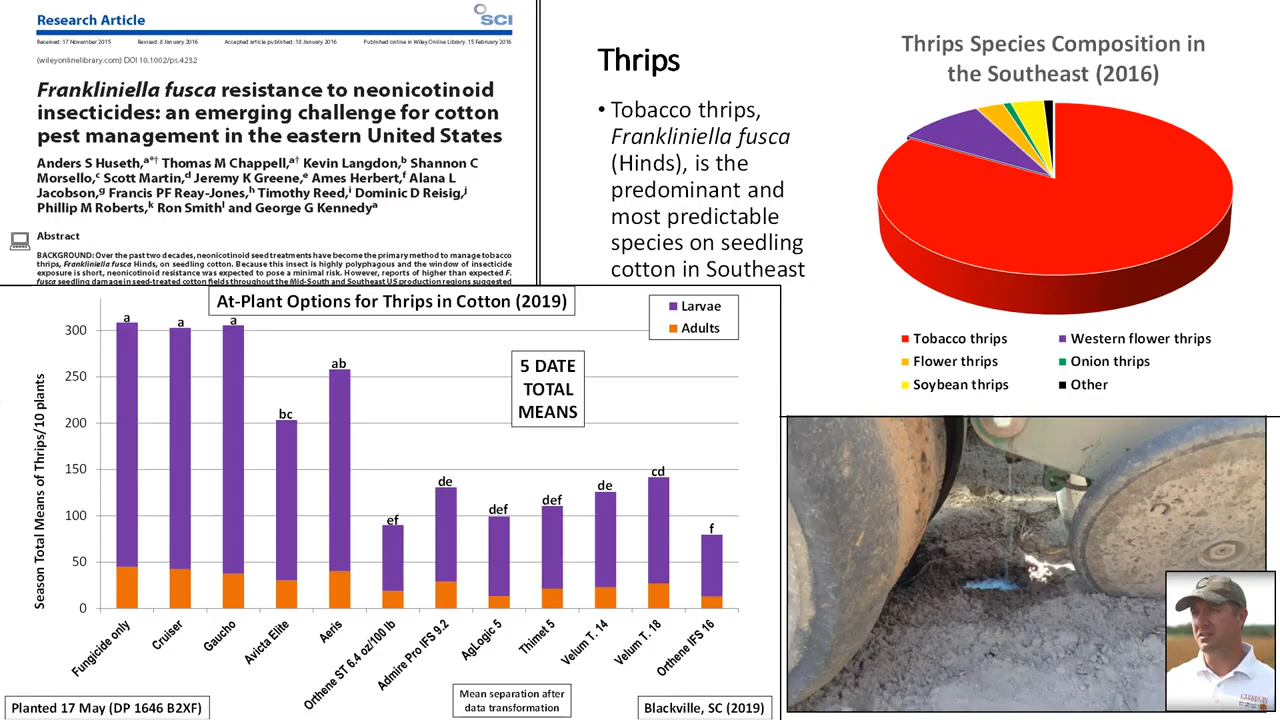 Research Article
SCI
Received: 17 November 2015 Revised: 8 January 2016 Accepted article published: 18 January 2016 Published online in Wiley Online Library: 15 February 2016
(wileyonlinelibrary.com) DOI 10.1002/ps.4232
Frankliniella fusca resistance to neonicotinoid
insecticides: an emerging challenge for cotton
pest management in the eastern United States
Anders S Huseth,a*† Thomas M Chappell,a† Kevin Langdon,b Shannon C
Morsello,c Scott Martin,d Jeremy K Greene,e Ames Herbert,f Alana L
Jacobson,g Francis PF Reay-Jones,h Timothy Reed,i Dominic D Reisig,j
Phillip M Roberts,k Ron Smithl and George G Kennedya
Abstract
BACKGROUND: Over the past two decades, neonicotinoid seed treatments have become the primary method to manage tobacco
thrips, Frankliniella fusca Hinds, on seedling cotton. Because this insect is highly polyphagous and the window of insecticide
exposure is short, neonicotinoid resistance was expected to pose a minimal risk. However, reports of higher than expected F.
fusca seedling damage in seed-treated cotton fields throughout the Mid-South and Southeast US production regions suggested
Thrips
• Tobacco thrips,
Frankliniella fusca
(Hinds), is the
predominant and
most predictable
species on seedling
cotton in Southeast
Thrips Species Composition in
the Southeast (2016)
Tobacco thrips
Western flower thrips
Flower thrips
Onion thrips
Soybean thrips
Other
At-Plant Options for Thrips in Cotton (2019)
Larvae
Adults
5 DATE
TOTAL
MEANS
Season Total Means of Thrips/10 plants
300
250
200
150
100
50
0
a
a
a
bc
ab
ef
de
def
def
de
cd
f
Fungicide only
Cruiser
Gaucho
Avicta Elite
Aeris
Orthene ST 6.4 oz/100 lb
Admire Pro IFS 9.2
AgLogic 5
Thimet 5
Velum T. 14
Velum T. 18
Orthene IFS 16
Planted 17 May (DP 1646 B2XF)
Mean separation after
data transformation
Blackville, SC (2019)
CLEMSON